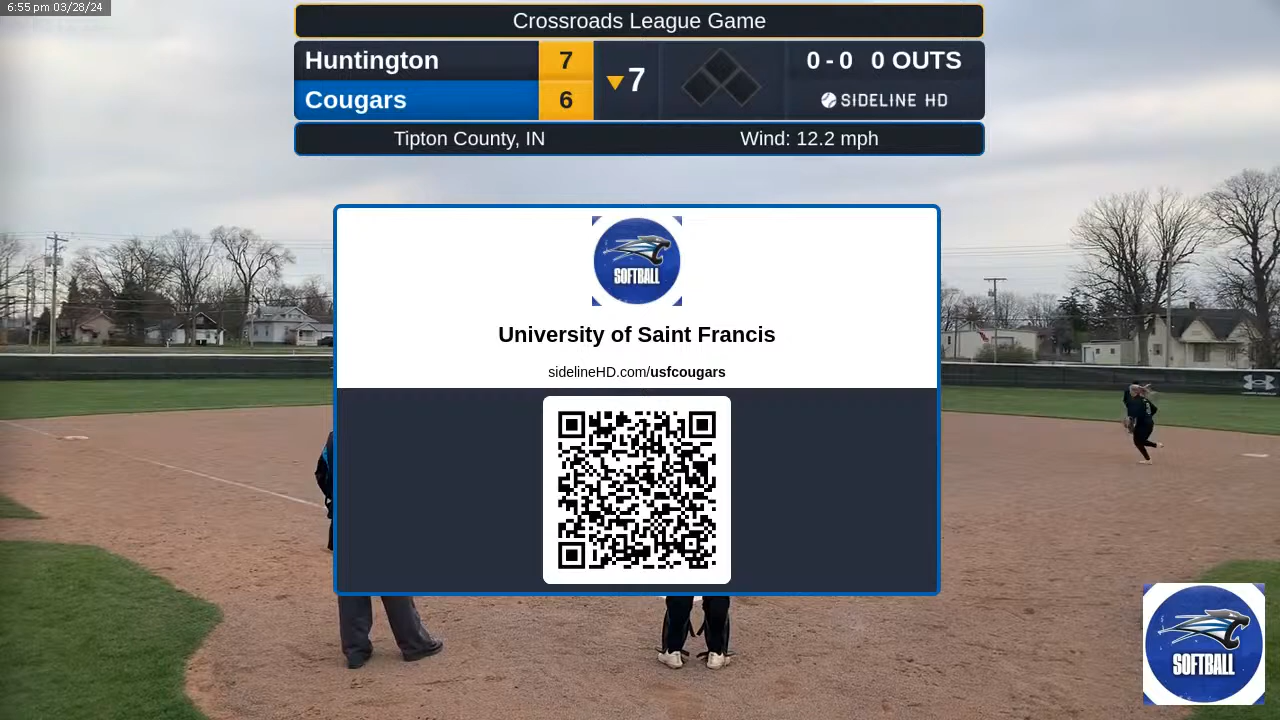 6:55 pm 03/28/24
Crossroads League Game
Huntington 7
Cougars 6
7
0 - 0 0 OUTS
SIDELINE HD
Tipton County, IN Wind: 12.2 mph
SOFTBALL
University of Saint Francis
sidelineHD.com/usfcougars
SOFTBALL